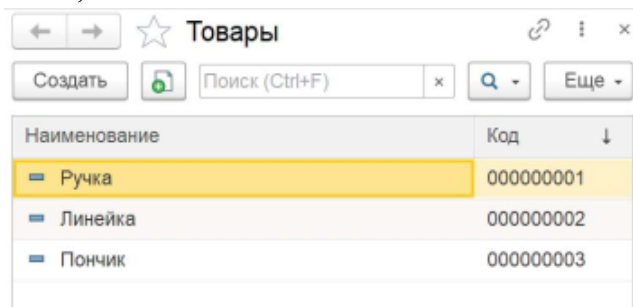 Товары
Создать Поиск (Ctrl+F) Еще
Наименование Код
Ручка 000000001
Линейка 000000002
Пончик 000000003